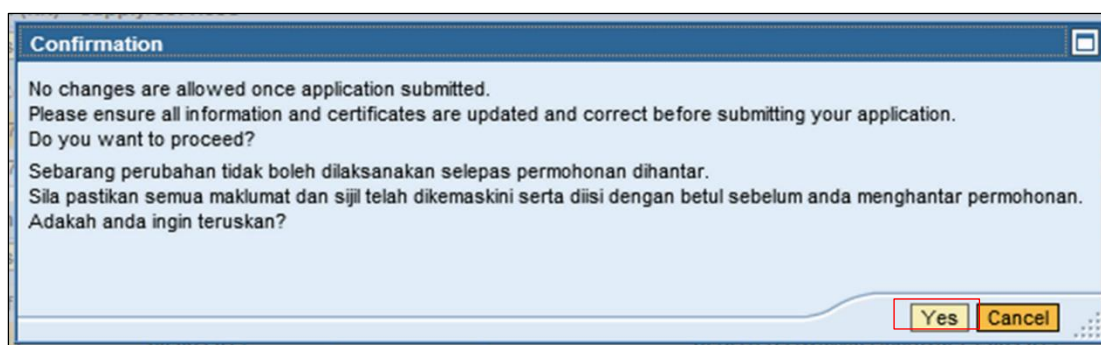 Confirmation
No changes are allowed once application submitted.
Please ensure all information and certificates are updated and correct before submitting your application.
Do you want to proceed?
Sebarang perubahan tidak boleh dilaksanakan selepas permohonan dihantar.
Sila pastikan semua maklumat dan sijil telah dikemaskini serta diisi dengan betul sebelum anda menghantar permohonan.
Adakah anda ingin teruskan?
Yes Cancel